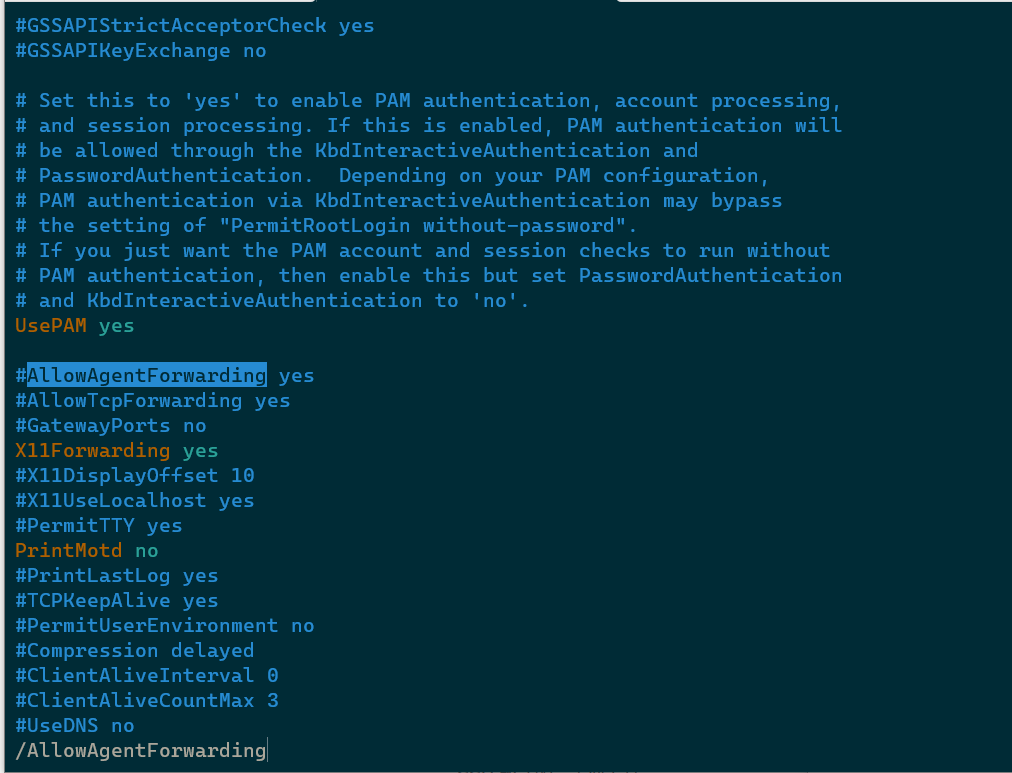 #GSSAPIStrictAcceptorCheck yes
#GSSAPIKeyExchange no
# Set this to 'yes' to enable PAM authentication, account processing,
# and session processing. If this is enabled, PAM authentication will
# be allowed through the KbdInteractiveAuthentication and
# PasswordAuthentication.  Depending on your PAM configuration,
# PAM authentication via KbdInteractiveAuthentication may bypass
# the setting of "PermitRootLogin without-password".
# If you just want the PAM account and session checks to run without
# PAM authentication, then enable this but set PasswordAuthentication
# and KbdInteractiveAuthentication to 'no'.
UsePAM yes
#AllowAgentForwarding yes
#AllowTcpForwarding yes
#GatewayPorts no
X11Forwarding yes
#X11DisplayOffset 10
#X11UseLocalhost yes
#PermitTTY yes
PrintMotd no
#PrintLastLog yes
#TCPKeepAlive yes
#PermitUserEnvironment no
#Compression delayed
#ClientAliveInterval 0
#ClientAliveCountMax 3
#UseDNS no
/AllowAgentForwarding